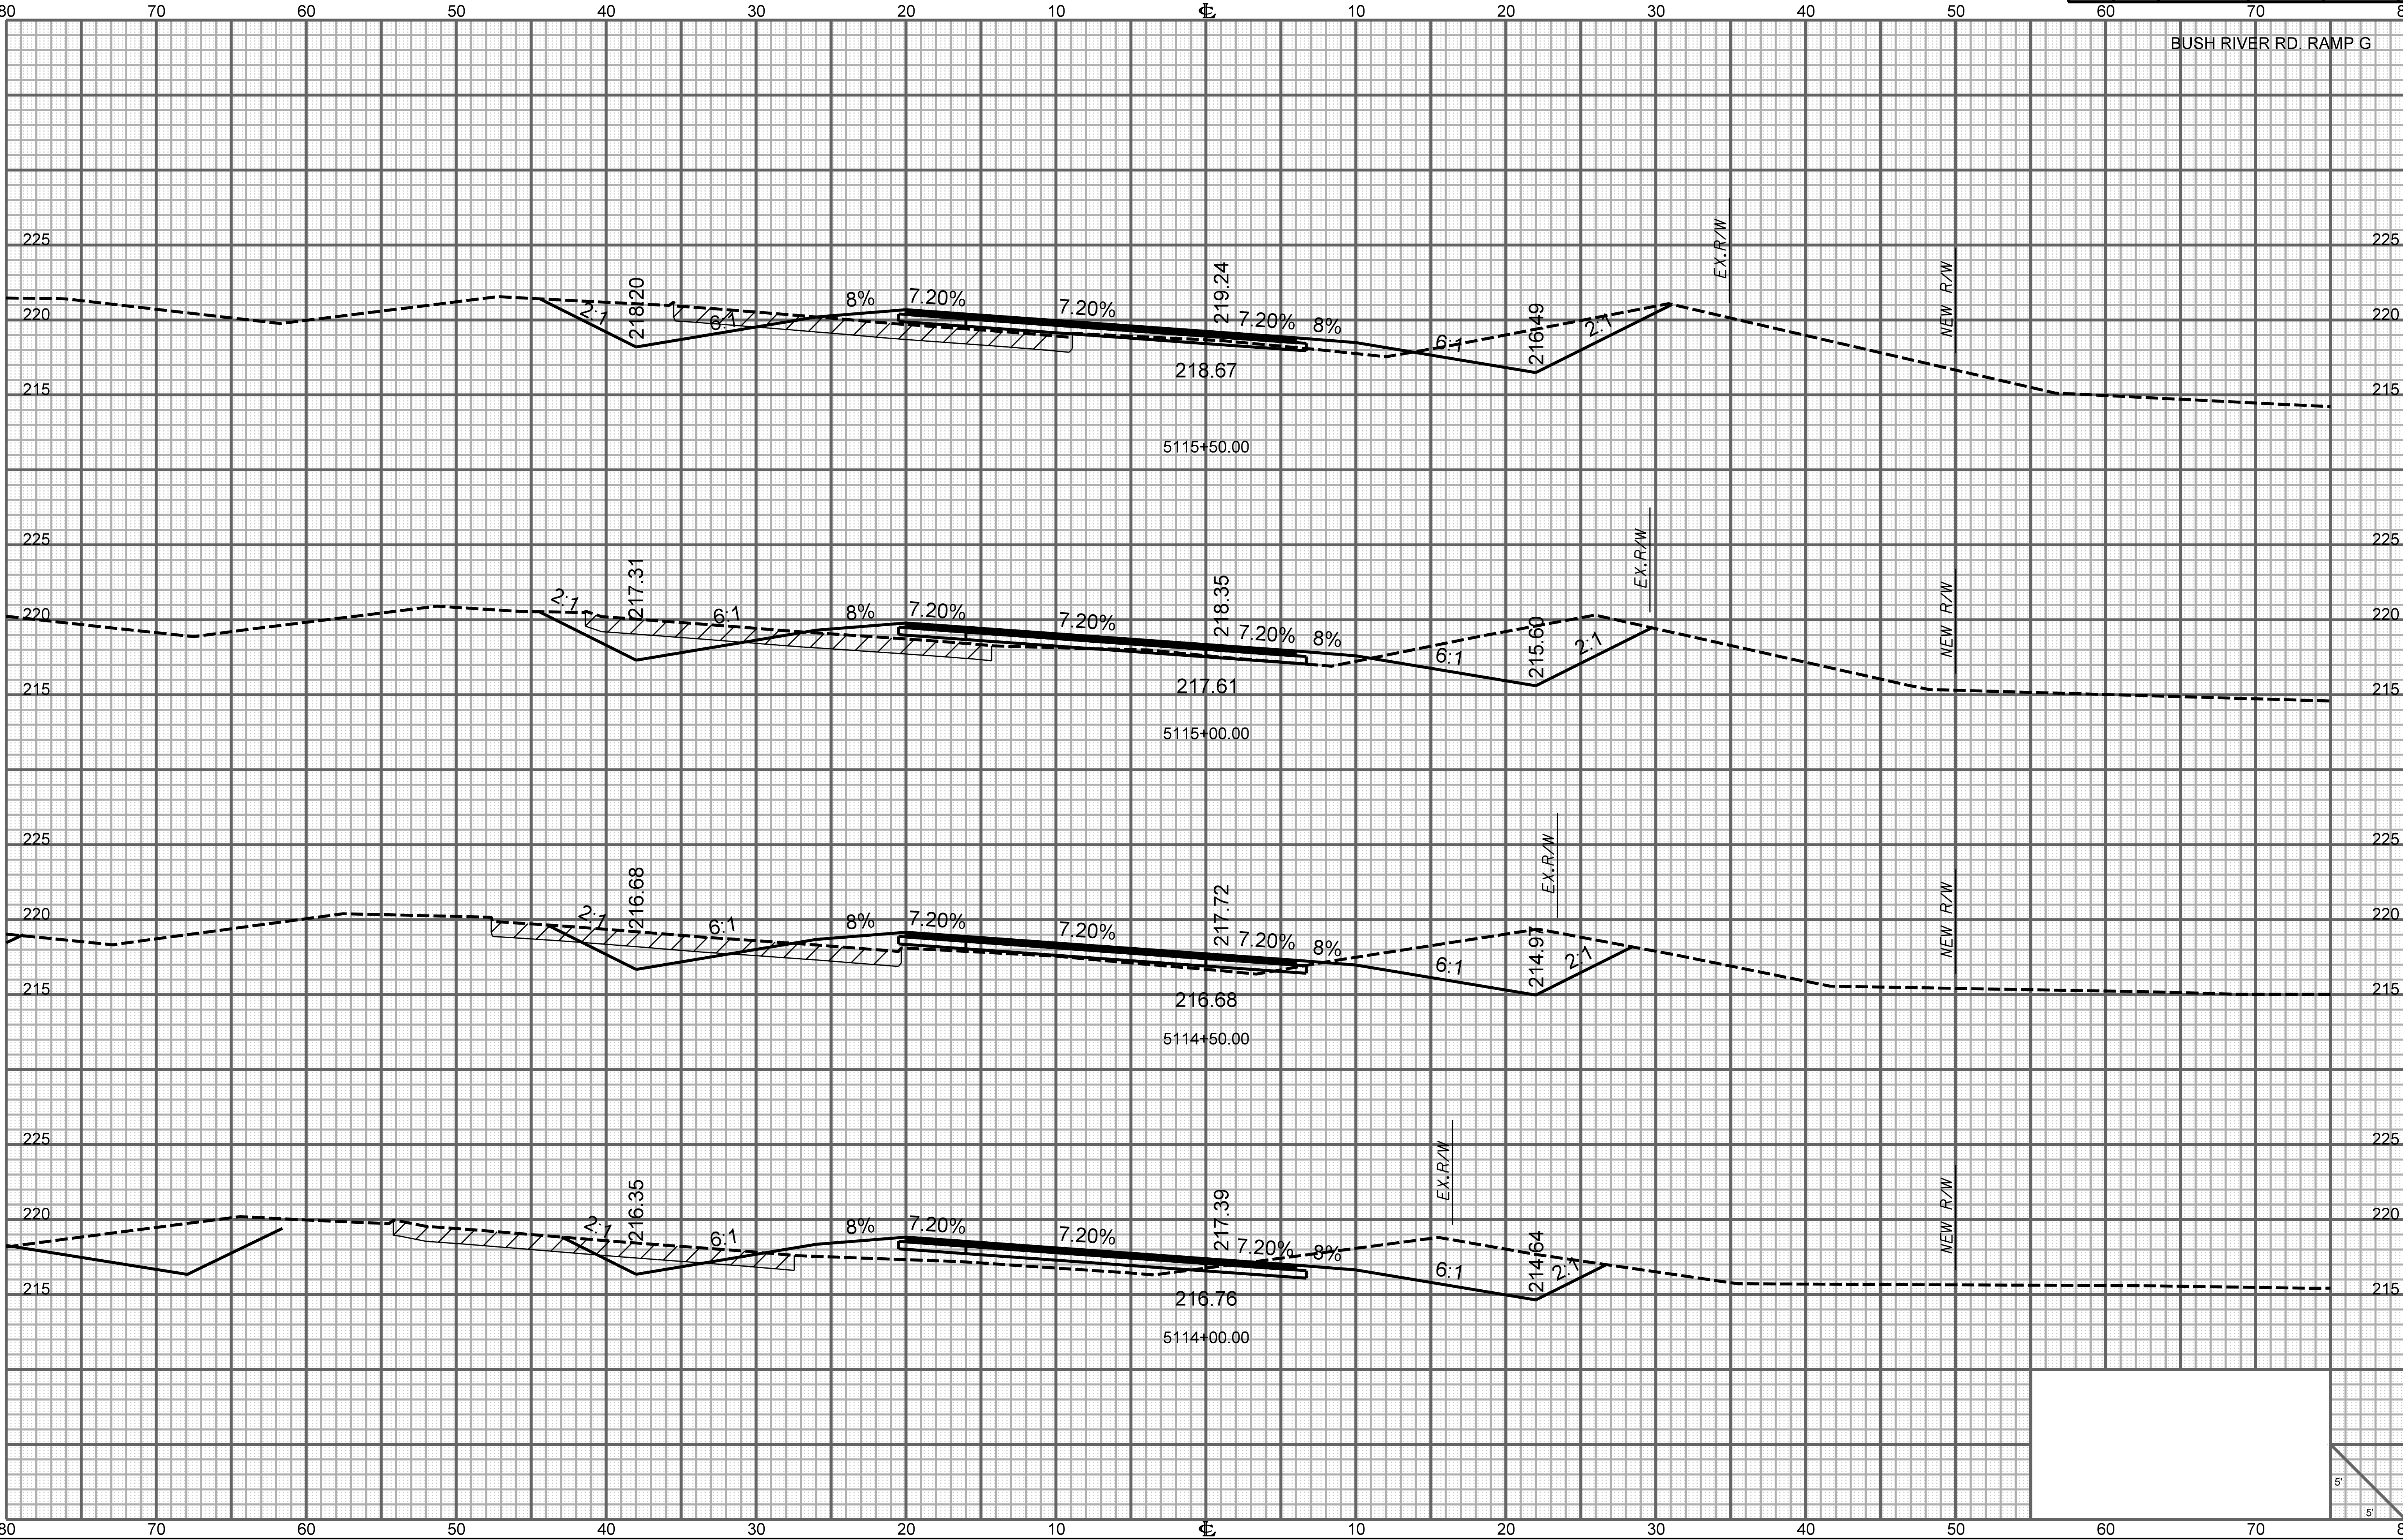 80 70 60 50 40 30 20 10 ℄ 10 20 30 40 50 60 70 8
BUSH RIVER RD. RAMP G
EX.R/W
NEW R/W
225 225
220 220
215 215
2:1 218.20 6:1 8% 7.20% 7.20% 219.24 7.20% 8% 6:1 216.49 2:1
218.67
5115+50.00
EX.R/W
NEW R/W
225 225
220 220
215 215
2:1 217.31 6:1 8% 7.20% 7.20% 218.35 7.20% 8% 6:1 215.60 2:1
217.61
5115+00.00
EX.R/W
NEW R/W
225 225
220 220
215 215
2:1 216.68 6:1 8% 7.20% 7.20% 217.72 7.20% 8% 6:1 214.97 2:1
216.68
5114+50.00
EX.R/W
NEW R/W
225 225
220 220
215 215
2:1 216.35 6:1 8% 7.20% 7.20% 217.39 7.20% 8% 6:1 214.64 2:1
216.76
5114+00.00
5'
5'
80 70 60 50 40 30 20 10 ℄ 10 20 30 40 50 60 70 8